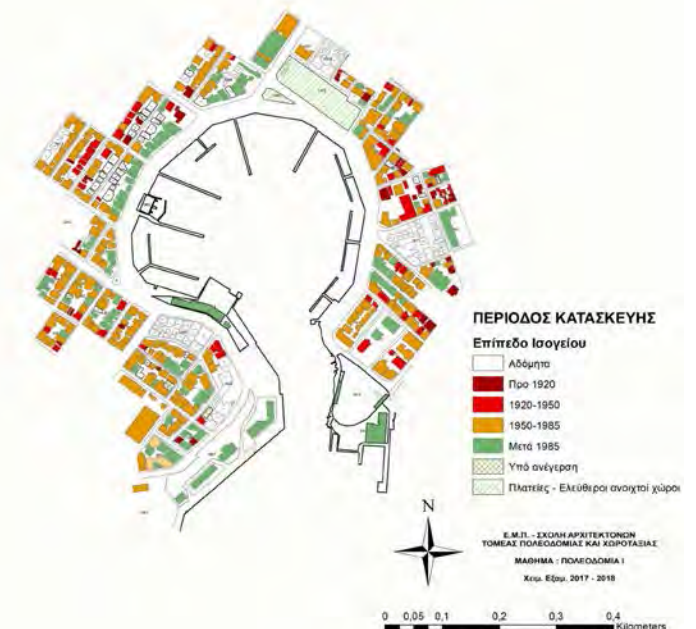 ΠΕΡΙΟΔΟΣ ΚΑΤΑΣΚΕΥΗΣ
Επίπεδο Ισογείου
Αδόμητα
Προ 1920
1920-1950
1950-1985
Μετά 1985
Υπό ανέγερση
Πλατείες - Ελεύθεροι ανοιχτοί χώροι
N
Ε.Μ.Π. - ΣΧΟΛΗ ΑΡΧΙΤΕΚΤΟΝΩΝ
ΤΟΜΕΑΣ ΠΟΛΕΟΔΟΜΙΑΣ ΚΑΙ ΧΩΡΟΤΑΞΙΑΣ
ΜΑΘΗΜΑ : ΠΟΛΕΟΔΟΜΙΑ Ι
Χειμ. Εξαμ. 2017 - 2018
0 0,05 0,1 0,2 0,3 0,4
Kilometers